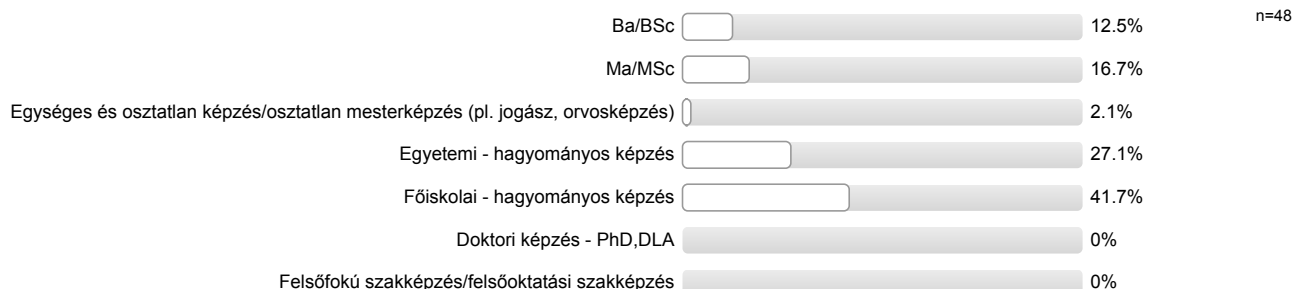 n=48
Ba/BSc 12.5%
Ma/MSc 16.7%
Egységes és osztatlan képzés/osztatlan mesterképzés (pl. jogász, orvosképzés) 2.1%
Egyetemi - hagyományos képzés 27.1%
Főiskolai - hagyományos képzés 41.7%
Doktori képzés - PhD,DLA 0%
Felsőfokú szakképzés/felsőoktatási szakképzés 0%